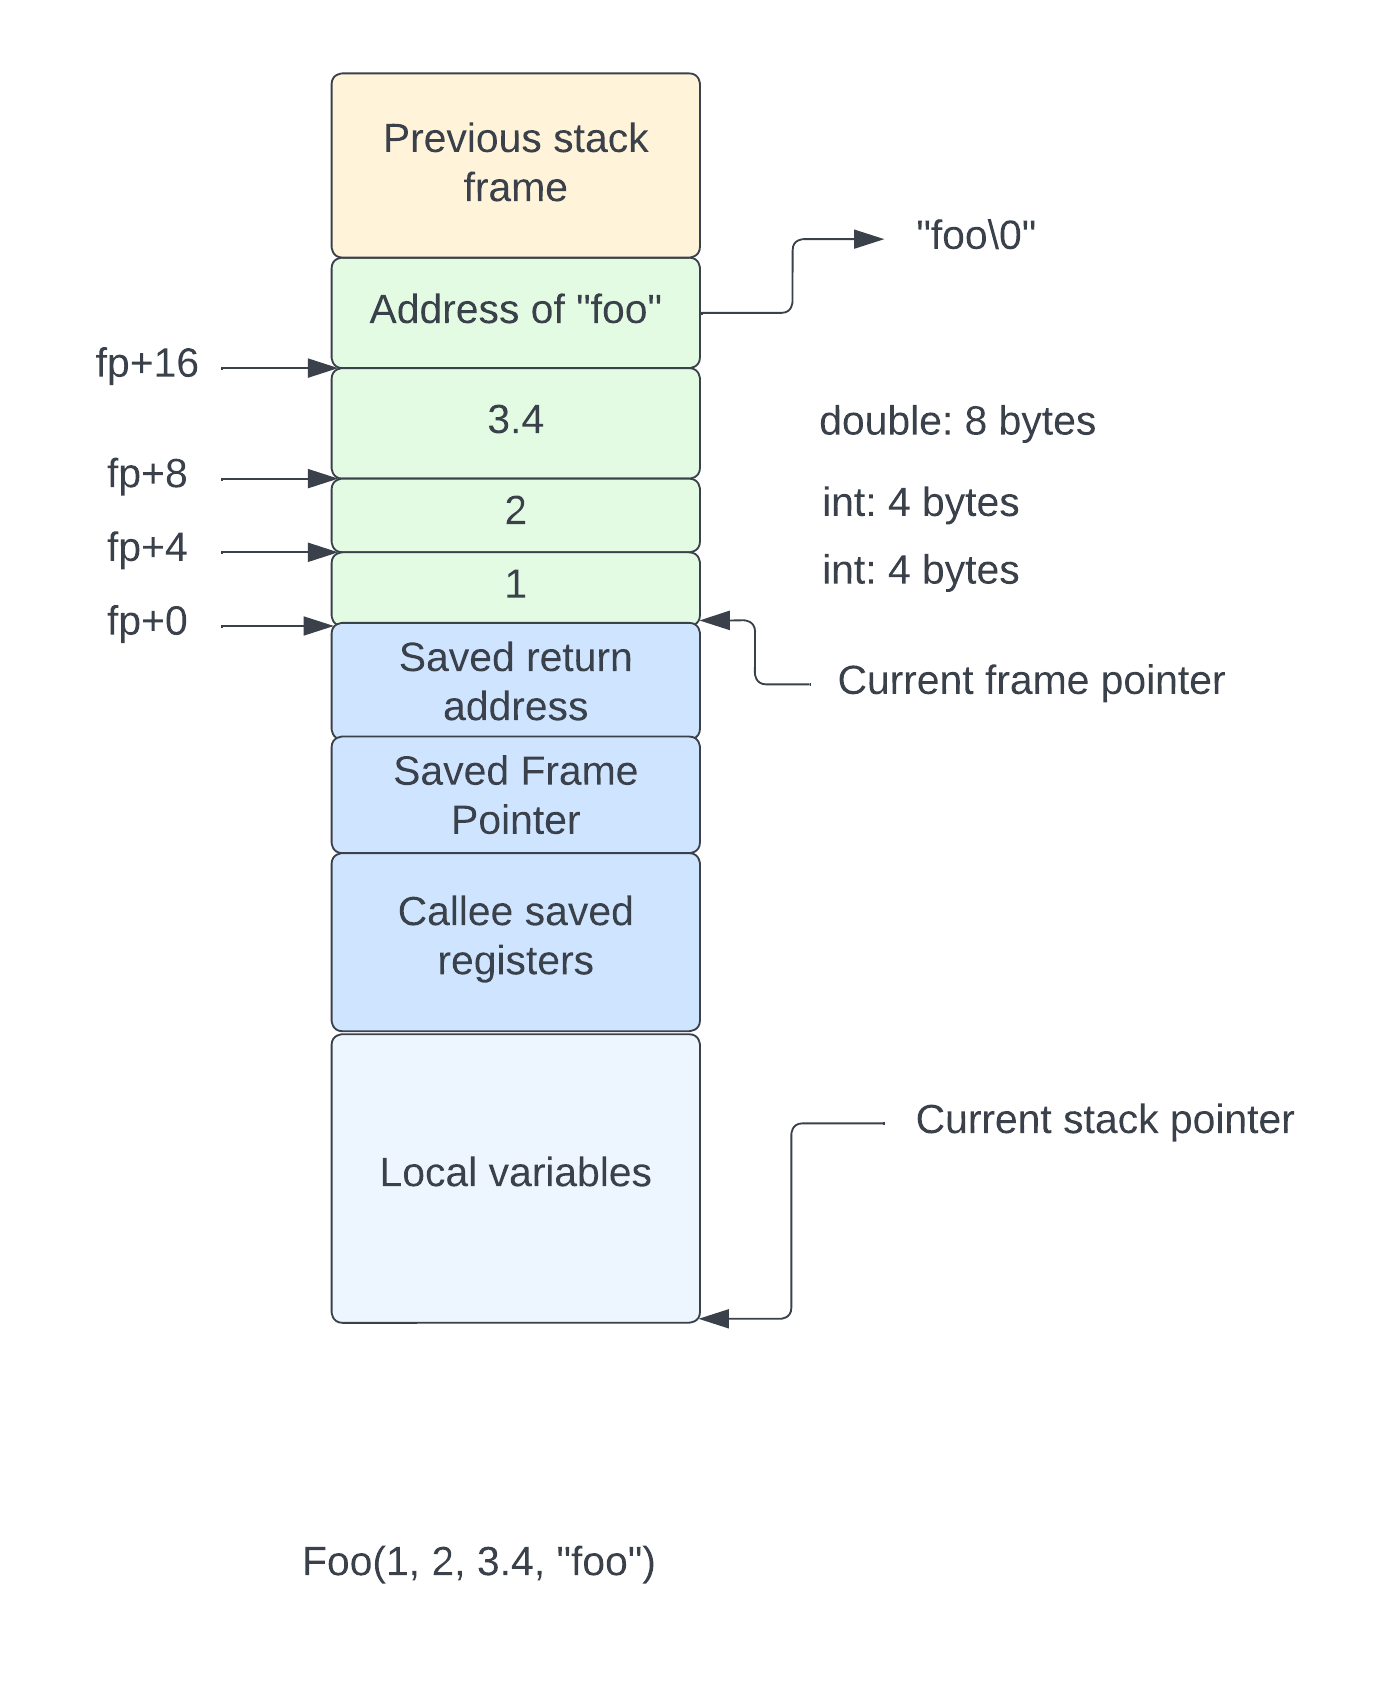 Previous stack
frame
"foo\0"
Address of "foo"
fp+16
3.4
double: 8 bytes
fp+8
2
int: 4 bytes
fp+4
1
int: 4 bytes
fp+0
Saved return
address
Current frame pointer
Saved Frame
Pointer
Callee saved
registers
Current stack pointer
Local variables
Foo(1, 2, 3.4, "foo")